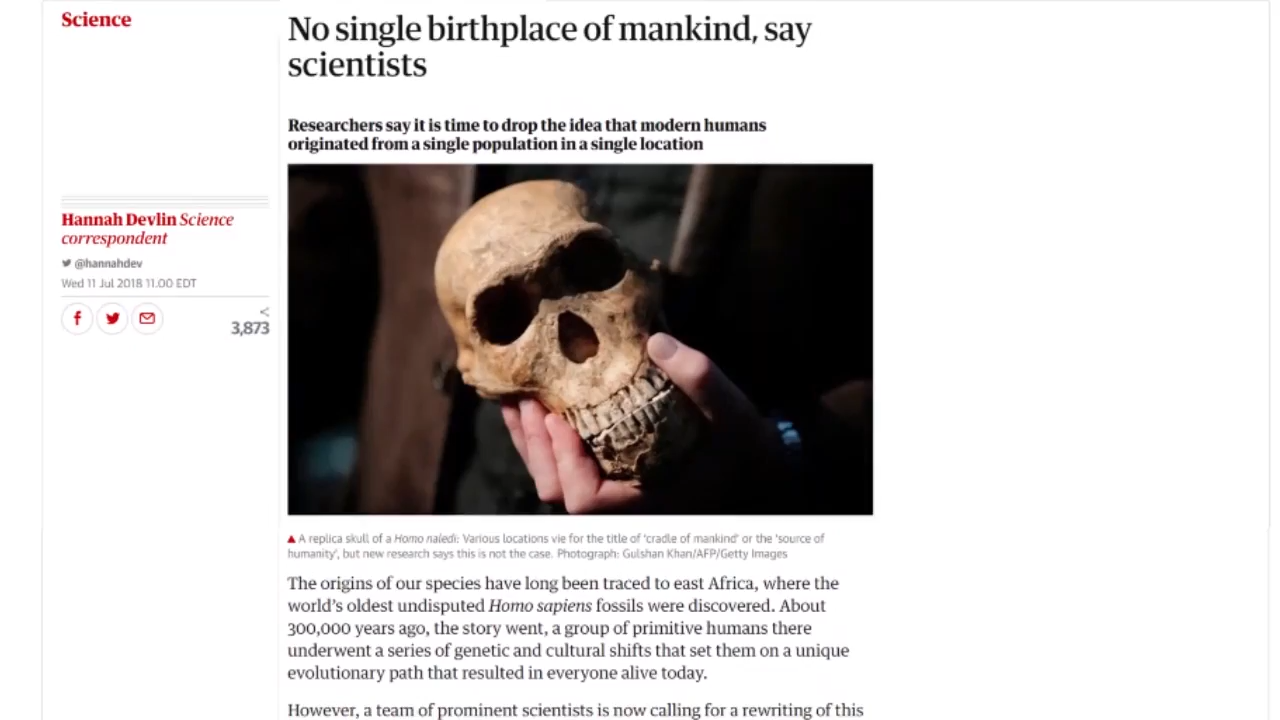 Science
No single birthplace of mankind, say
scientists
Researchers say it is time to drop the idea that modern humans
originated from a single population in a single location
Hannah Devlin Science
correspondent
@hannahdev
Wed 11 Jul 2018 11.00 EDT
3,873
A replica skull of a Homo naledi: Various locations vie for the title of 'cradle of mankind' or the 'source of
humanity', but new research says this is not the case. Photograph: Gulshan Khan/AFP/Getty Images
The origins of our species have long been traced to east Africa, where the
world's oldest undisputed Homo sapiens fossils were discovered. About
300,000 years ago, the story went, a group of primitive humans there
underwent a series of genetic and cultural shifts that set them on a unique
evolutionary path that resulted in everyone alive today.
However, a team of prominent scientists is now calling for a rewriting of this